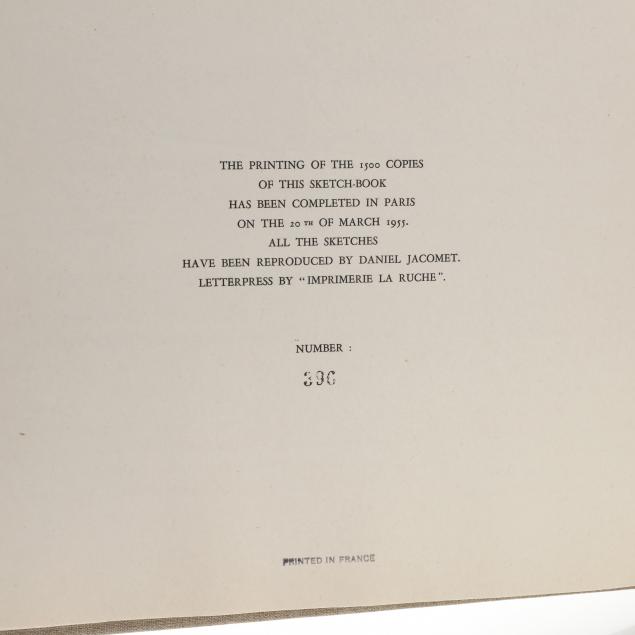 THE PRINTING OF THE 1500 COPIES
OF THIS SKETCH-BOOK
HAS BEEN COMPLETED IN PARIS
ON THE 20 TH OF MARCH 1955.
ALL THE SKETCHES
HAVE BEEN REPRODUCED BY DANIEL JACOMET.
LETTERPRESS BY "IMPRIMERIE LA RUCHE".
NUMBER :
396
PRINTED IN FRANCE